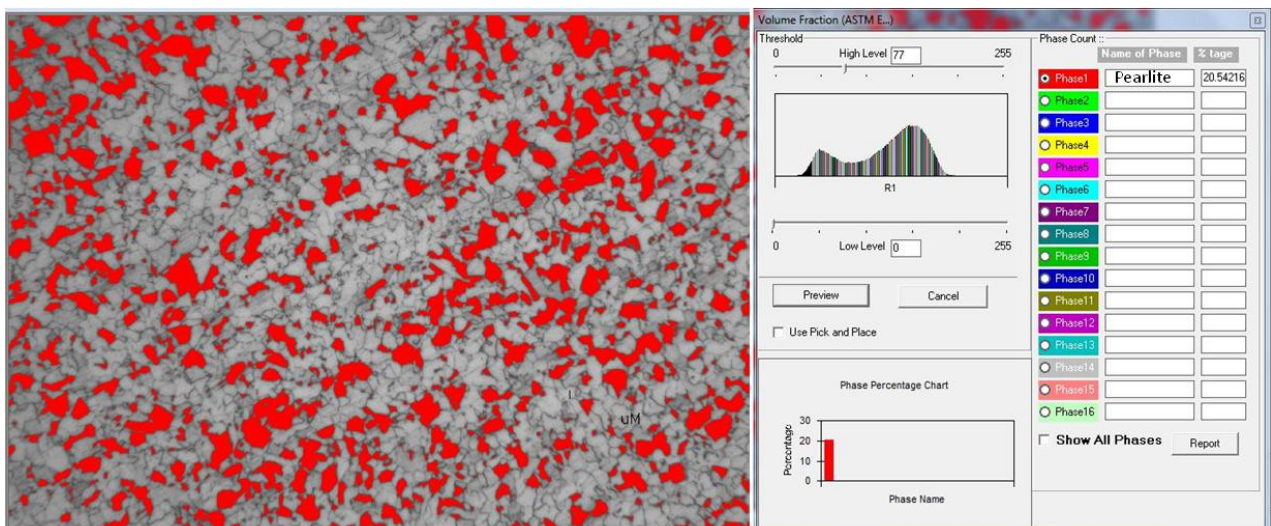 L
uM
Volume Fraction (ASTM E...)
Threshold
0 High Level 77 255
R1
0 Low Level 0 255
Preview Cancel
Use Pick and Place
Phase Percentage Chart
Percentage
30
20
10
0
Phase Name
Phase Count ::
Name of Phase % tage
Phase1 Pearlite 20.54216
Phase2
Phase3
Phase4
Phase5
Phase6
Phase7
Phase8
Phase9
Phase10
Phase11
Phase12
Phase13
Phase14
Phase15
Phase16
Show All Phases Report